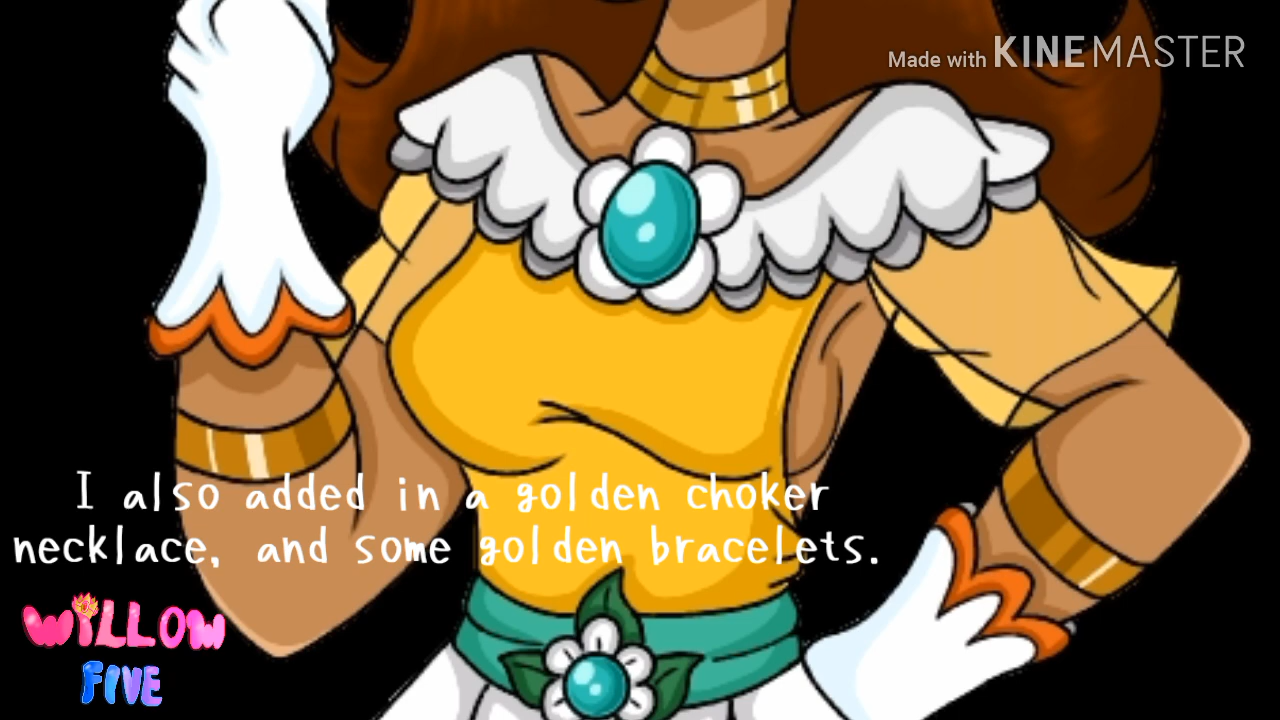 Made with KINEMASTER
I also added in a golden choker
necklace, and some golden bracelets.
WiLLOW
FIVE